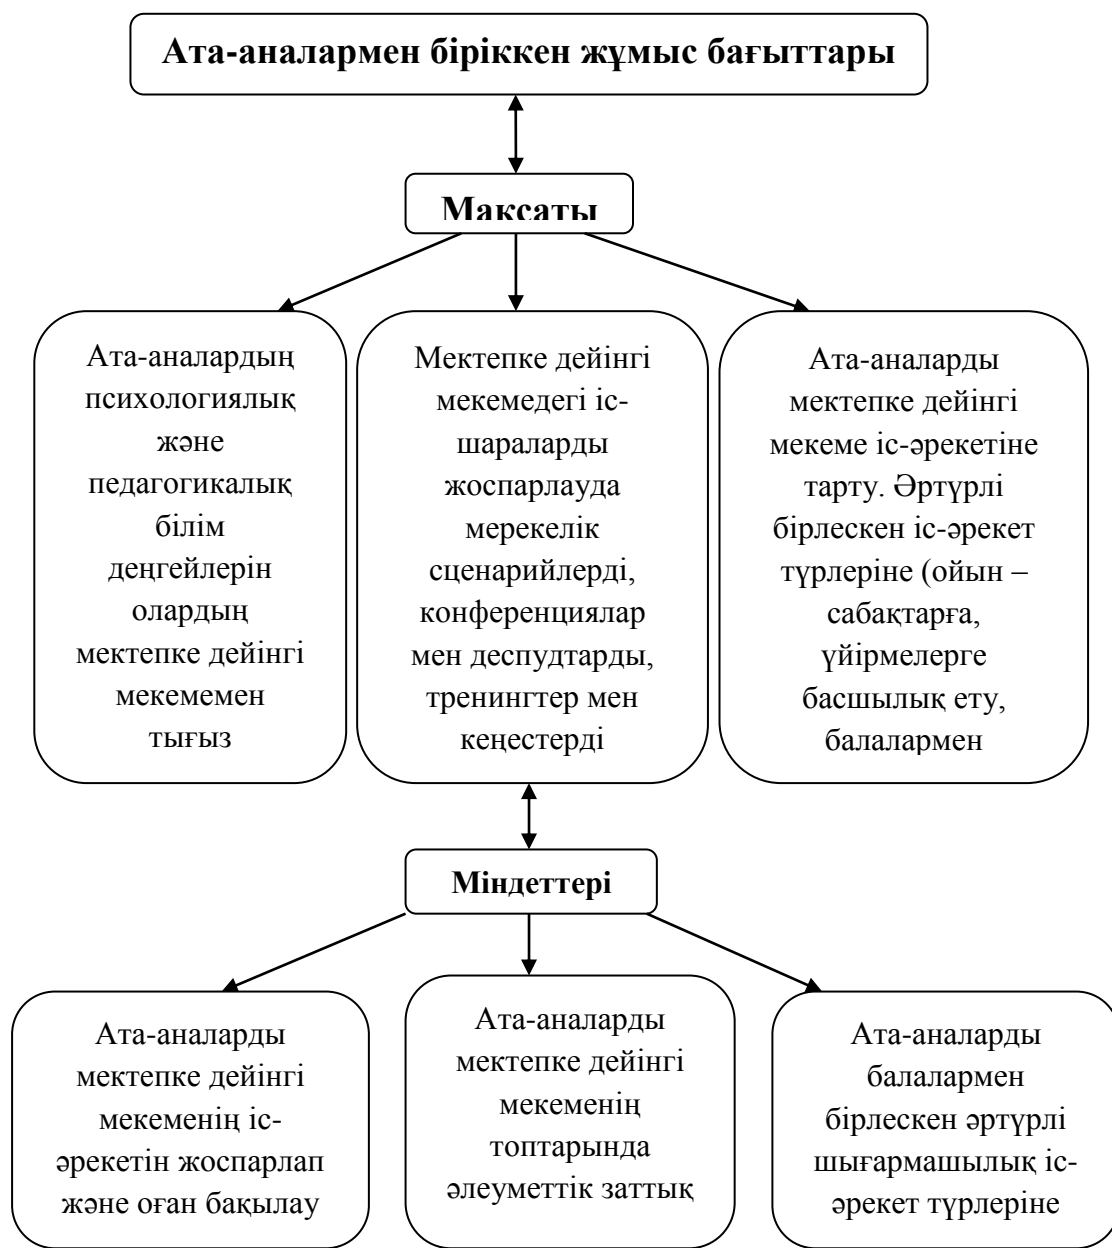 Ата-аналармен біріккен жұмыс бағыттары
Мақсаты
Ата-аналардың
психологиялық
және
педагогикалық
білім
деңгейлерін
олардың
мектепке дейінгі
мекемемен
тығыз
Мектепке дейінгі
мекемедегі іс-
шараларды
жоспарлауда
мерекелік
сценарийлерді,
конференциялар
мен деспудтарды,
тренингтер мен
кеңестерді
Ата-аналарды
мектепке дейінгі
мекеме іс-әрекетіне
тарту. Әртүрлі
бірлескен іс-әрекет
түрлеріне (ойын –
сабақтарға,
үйірмелерге
басшылық ету,
балалармен
Міндеттері
Ата-аналарды
мектепке дейінгі
мекеменің іс-
әрекетін жоспарлап
және оған бақылау
Ата-аналарды
мектепке дейінгі
мекеменің
топтарында
әлеуметтік заттық
Ата-аналарды
балалармен
бірлескен әртүрлі
шығармашылық іс-
әрекет түрлеріне